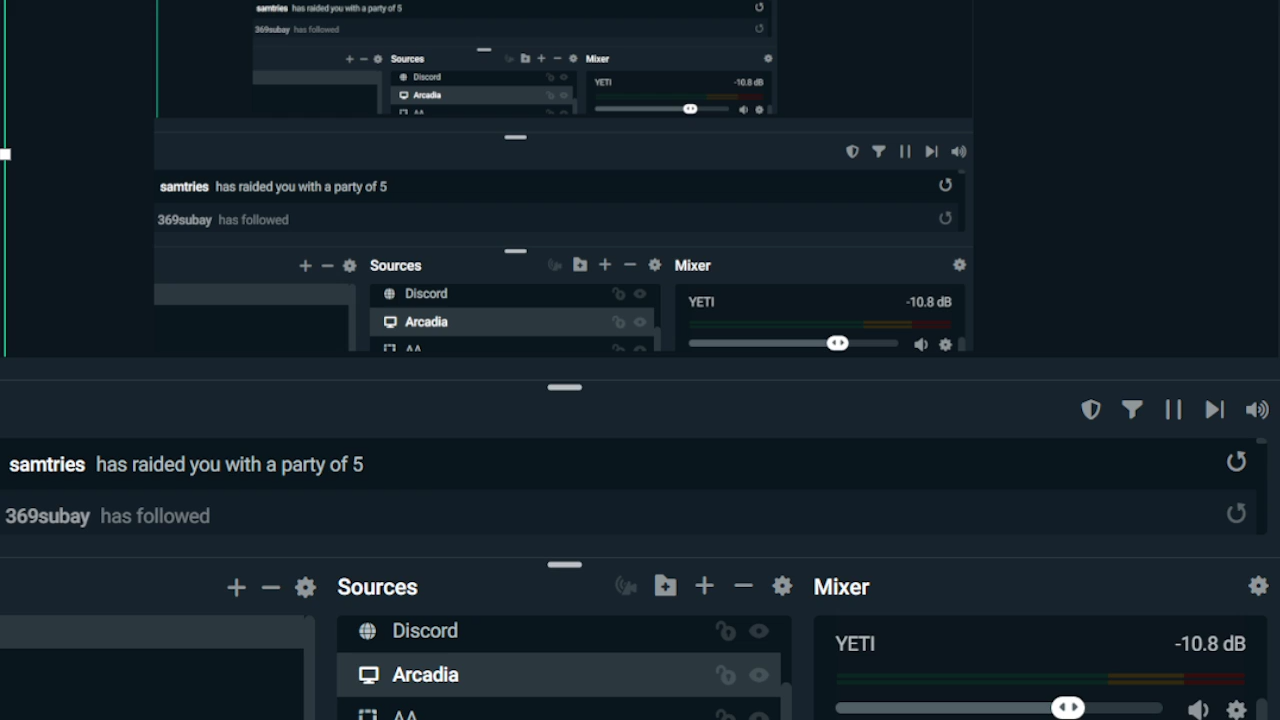 samtries has raided you with a party of 5
369subay has followed
Sources Mixer
Discord
YETI -10.8 dB
Arcadia
AA
samtries has raided you with a party of 5
369subay has followed
Sources Mixer
Discord
YETI -10.8 dB
Arcadia
AA
samtries has raided you with a party of 5
369subay has followed
Sources Mixer
Discord
YETI -10.8 dB
Arcadia
AA